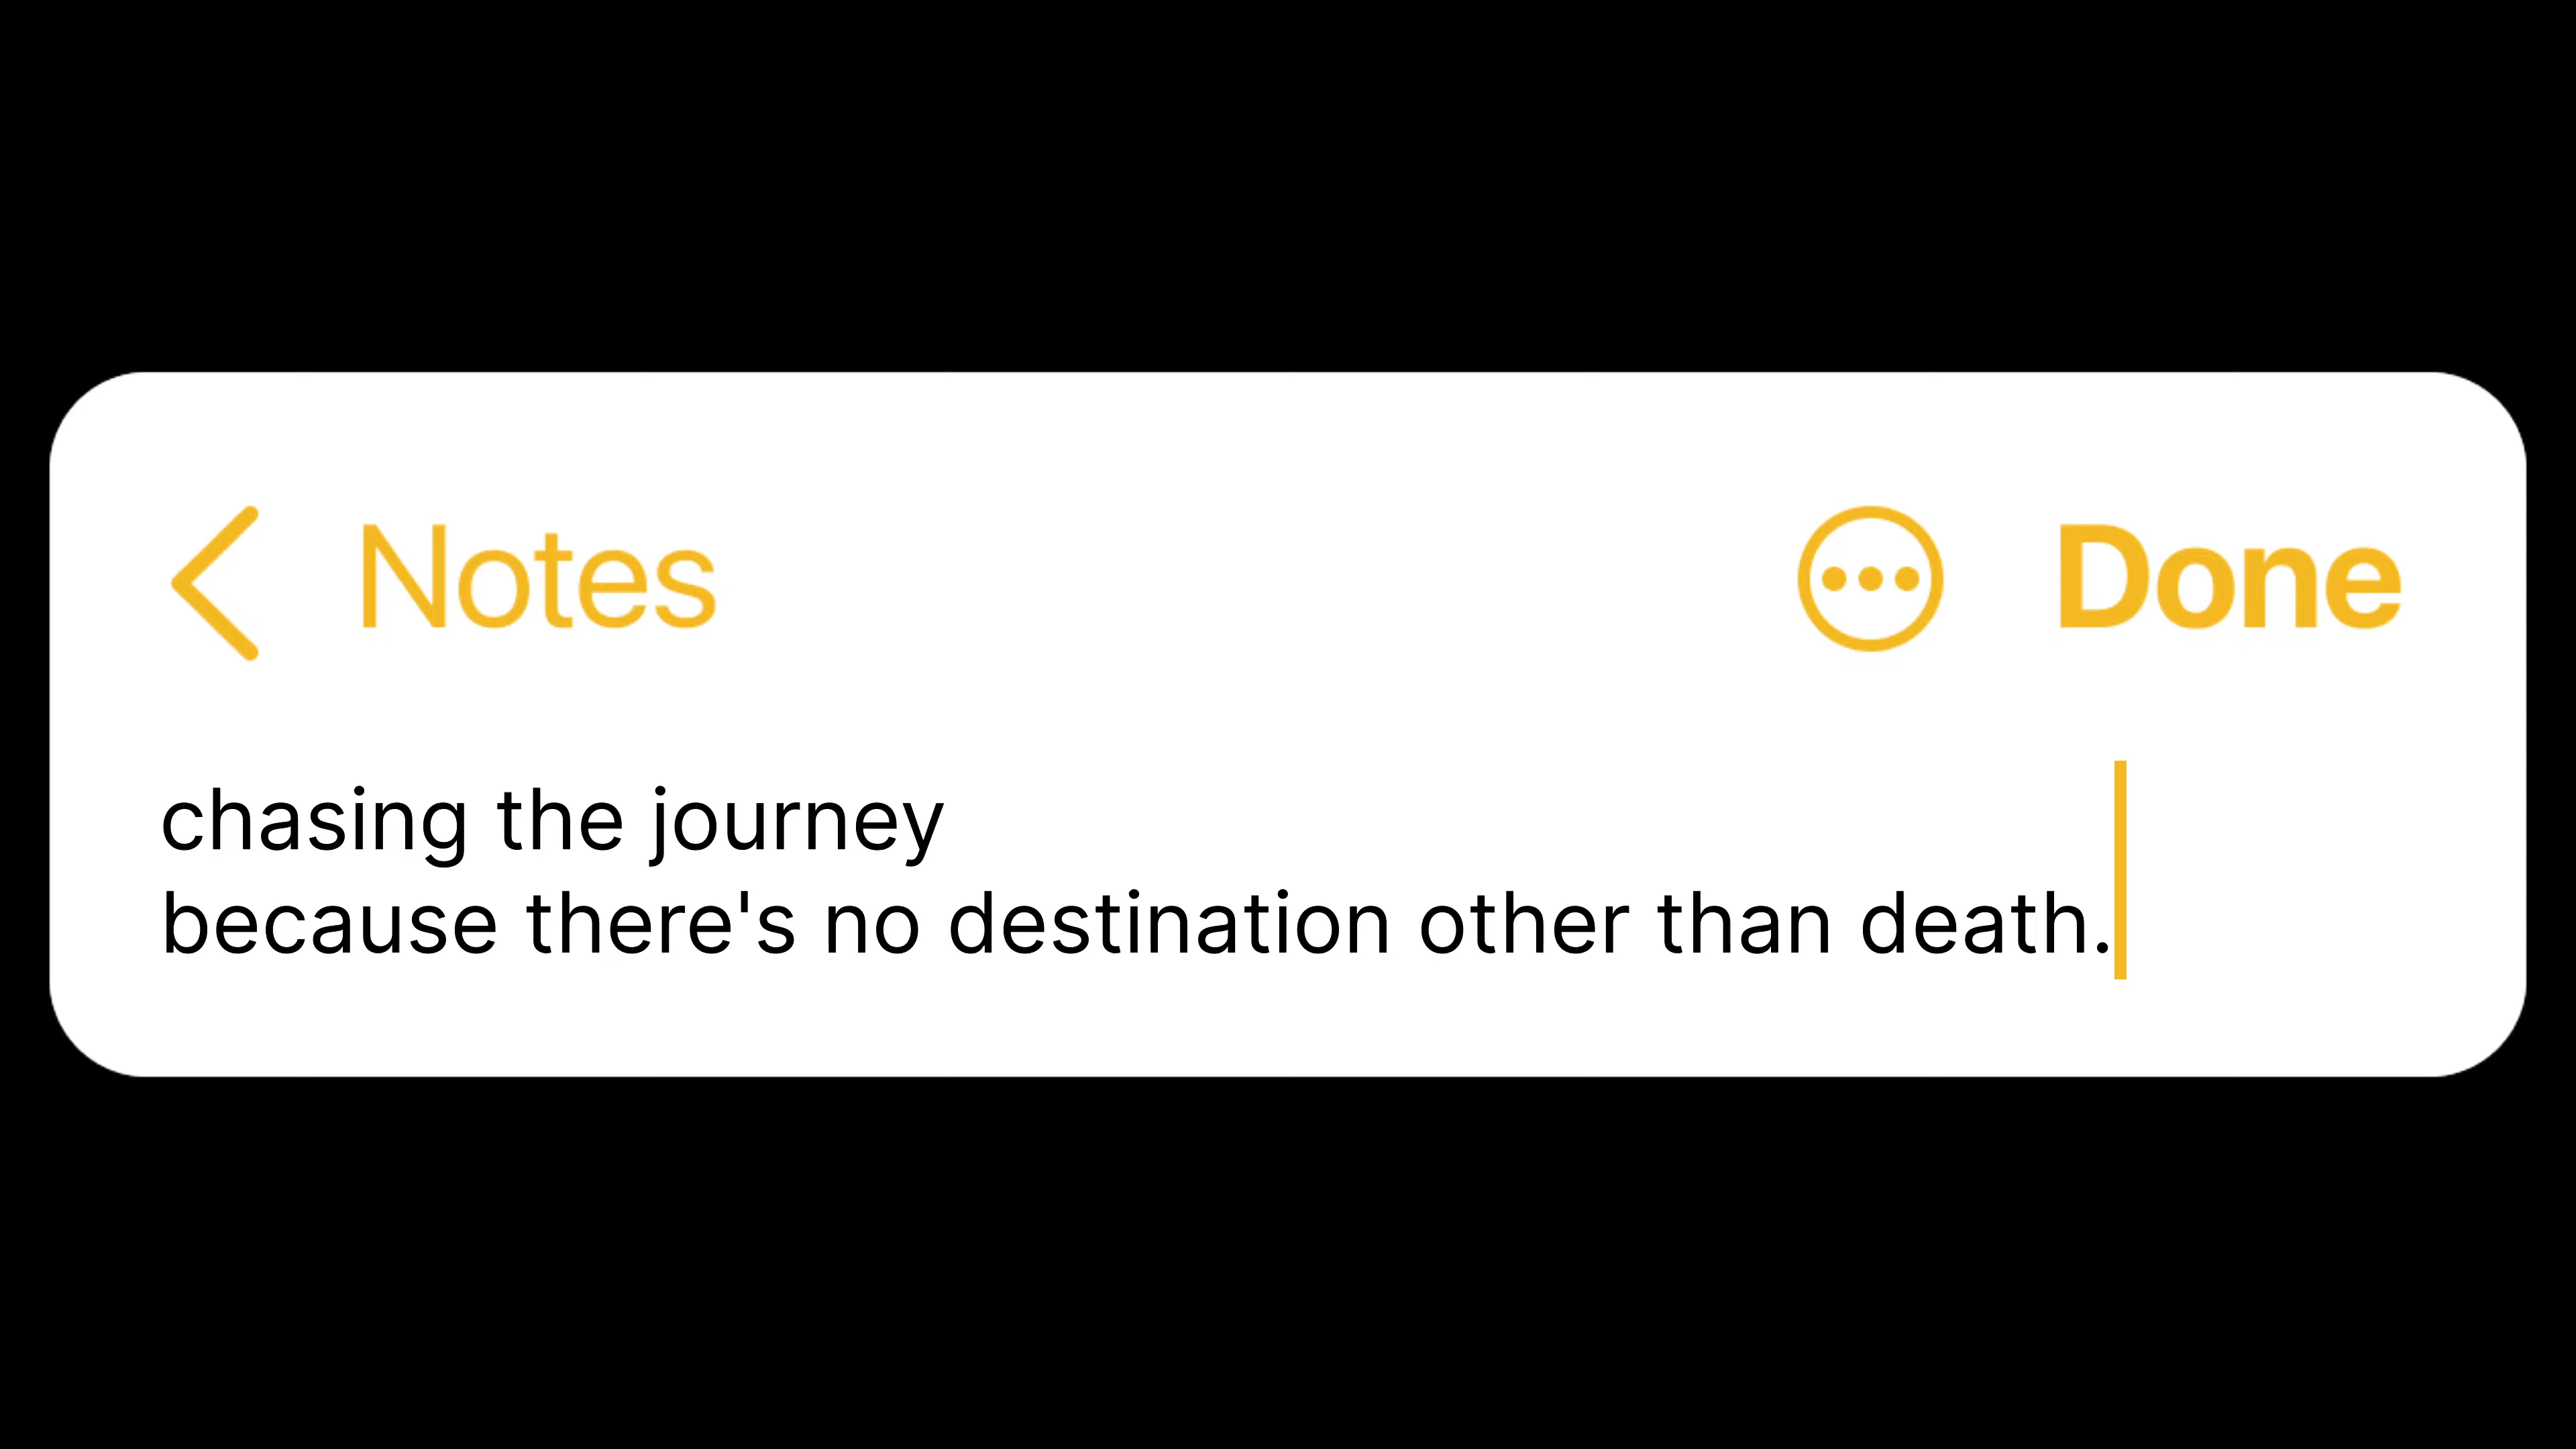 Notes Done
chasing the journey
because there's no destination other than death.